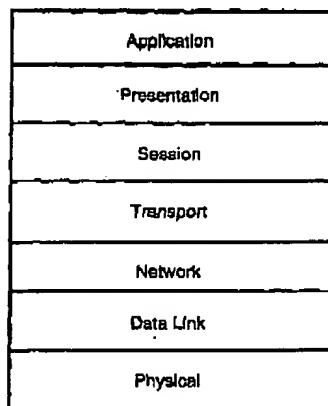 Application
Presentation
Session
Transport
Network
Data Link
Physical